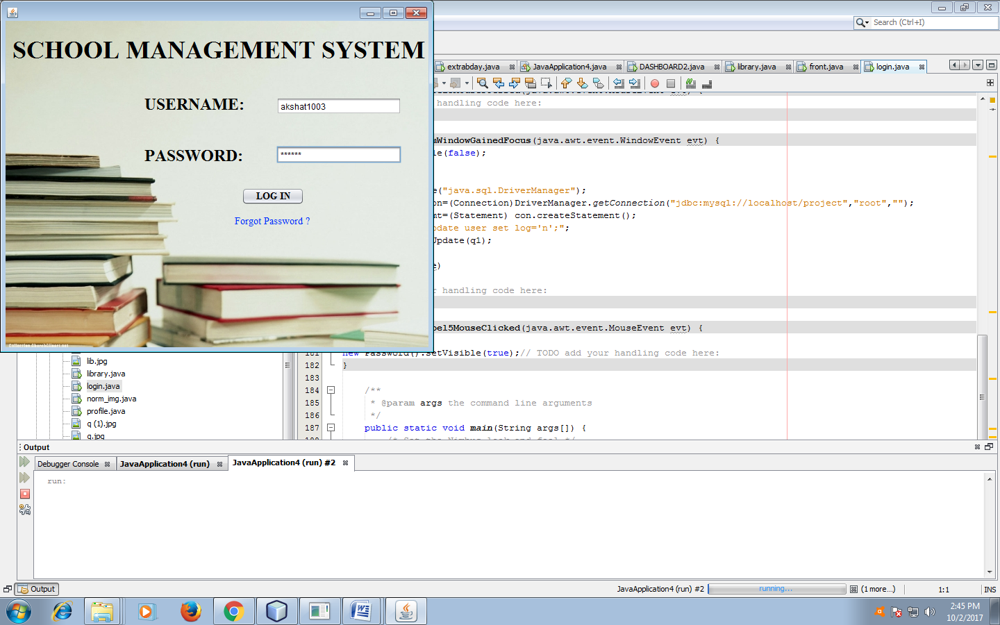 SCHOOL MANAGEMENT SYSTEM
USERNAME:
akshat1003
PASSWORD:
******
LOG IN
Forgot Password ?
Search (Ctrl+I)
extrabday.java
JavaApplication4.java
DASHBOARD2.java
library.java
front.java
login.java
handling code here:
WindowGainedFocus(java.awt.event.WindowEvent evt) {
le(false);
("java.sql.DriverManager");
on=(Connection)DriverManager.getConnection("jdbc:mysql://localhost/project","root","");
mt=(Statement) con.createStatement();
pdate user set log='n';";
Update(q1);
e)
r handling code here:
bel5MouseClicked(java.awt.event.MouseEvent evt) {
181 new Password().setVisible(true);// TODO add your handling code here:
182 }
183
184 /**
185 * @param args the command line arguments
186 */
187 public static void main(String args[]) {
lib.jpg
library.java
login.java
norm_img.java
profile.java
q (1).jpg
q.jpg
Output
Debugger Console
JavaApplication4 (run)
JavaApplication4 (run) #2
run:
Output
JavaApplication4 (run) #2
running...
(1 more...)
1:1
INS
2:45 PM
10/2/2017